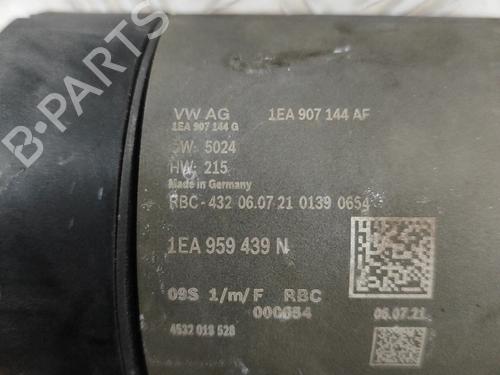 VW AG 1EA 907 144 AF
1EA 907 144 G
SW: 5024
HW: 215
Made in Germany
RBC-432 06.07.21 0139 0654
1EA 959 439 N
09S 1/m/F RBC
000654 06.07.21
4532 019 528
B-PARTS